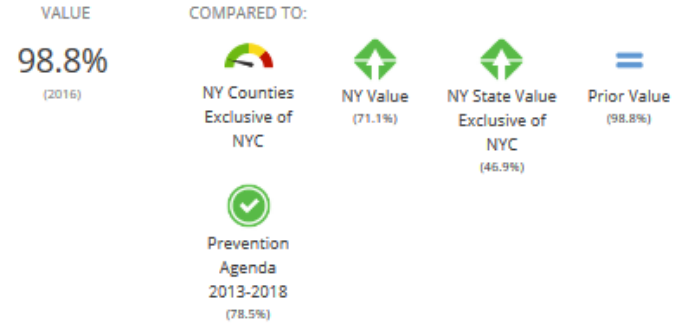 VALUE
COMPARED TO:
98.8%
(2016)
NY Counties
Exclusive of
NYC
NY Value
(71.1%)
NY State Value
Exclusive of
NYC
(46.9%)
Prior Value
(98.8%)
Prevention
Agenda
2013-2018
(78.5%)